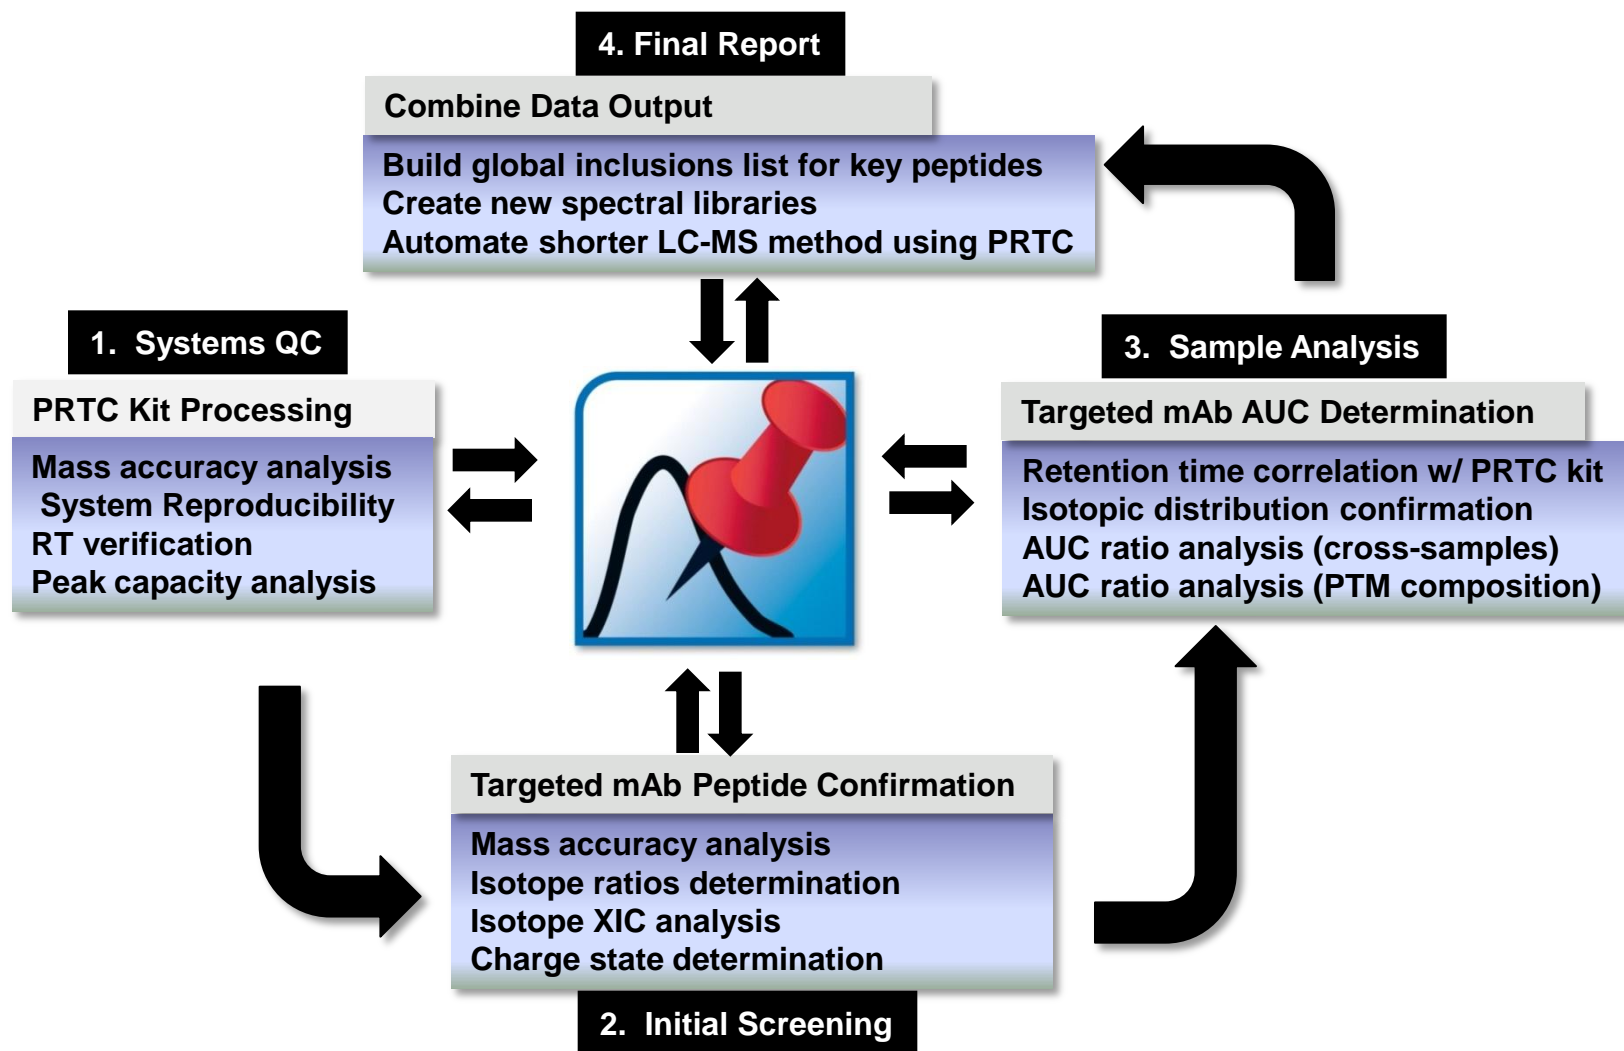 4. Final Report
Combine Data Output
Build global inclusions list for key peptides
Create new spectral libraries
Automate shorter LC-MS method using PRTC
1. Systems QC
PRTC Kit Processing
Mass accuracy analysis
System Reproducibility
RT verification
Peak capacity analysis
3. Sample Analysis
Targeted mAb AUC Determination
Retention time correlation w/ PRTC kit
Isotopic distribution confirmation
AUC ratio analysis (cross-samples)
AUC ratio analysis (PTM composition)
Targeted mAb Peptide Confirmation
Mass accuracy analysis
Isotope ratios determination
Isotope XIC analysis
Charge state determination
2. Initial Screening